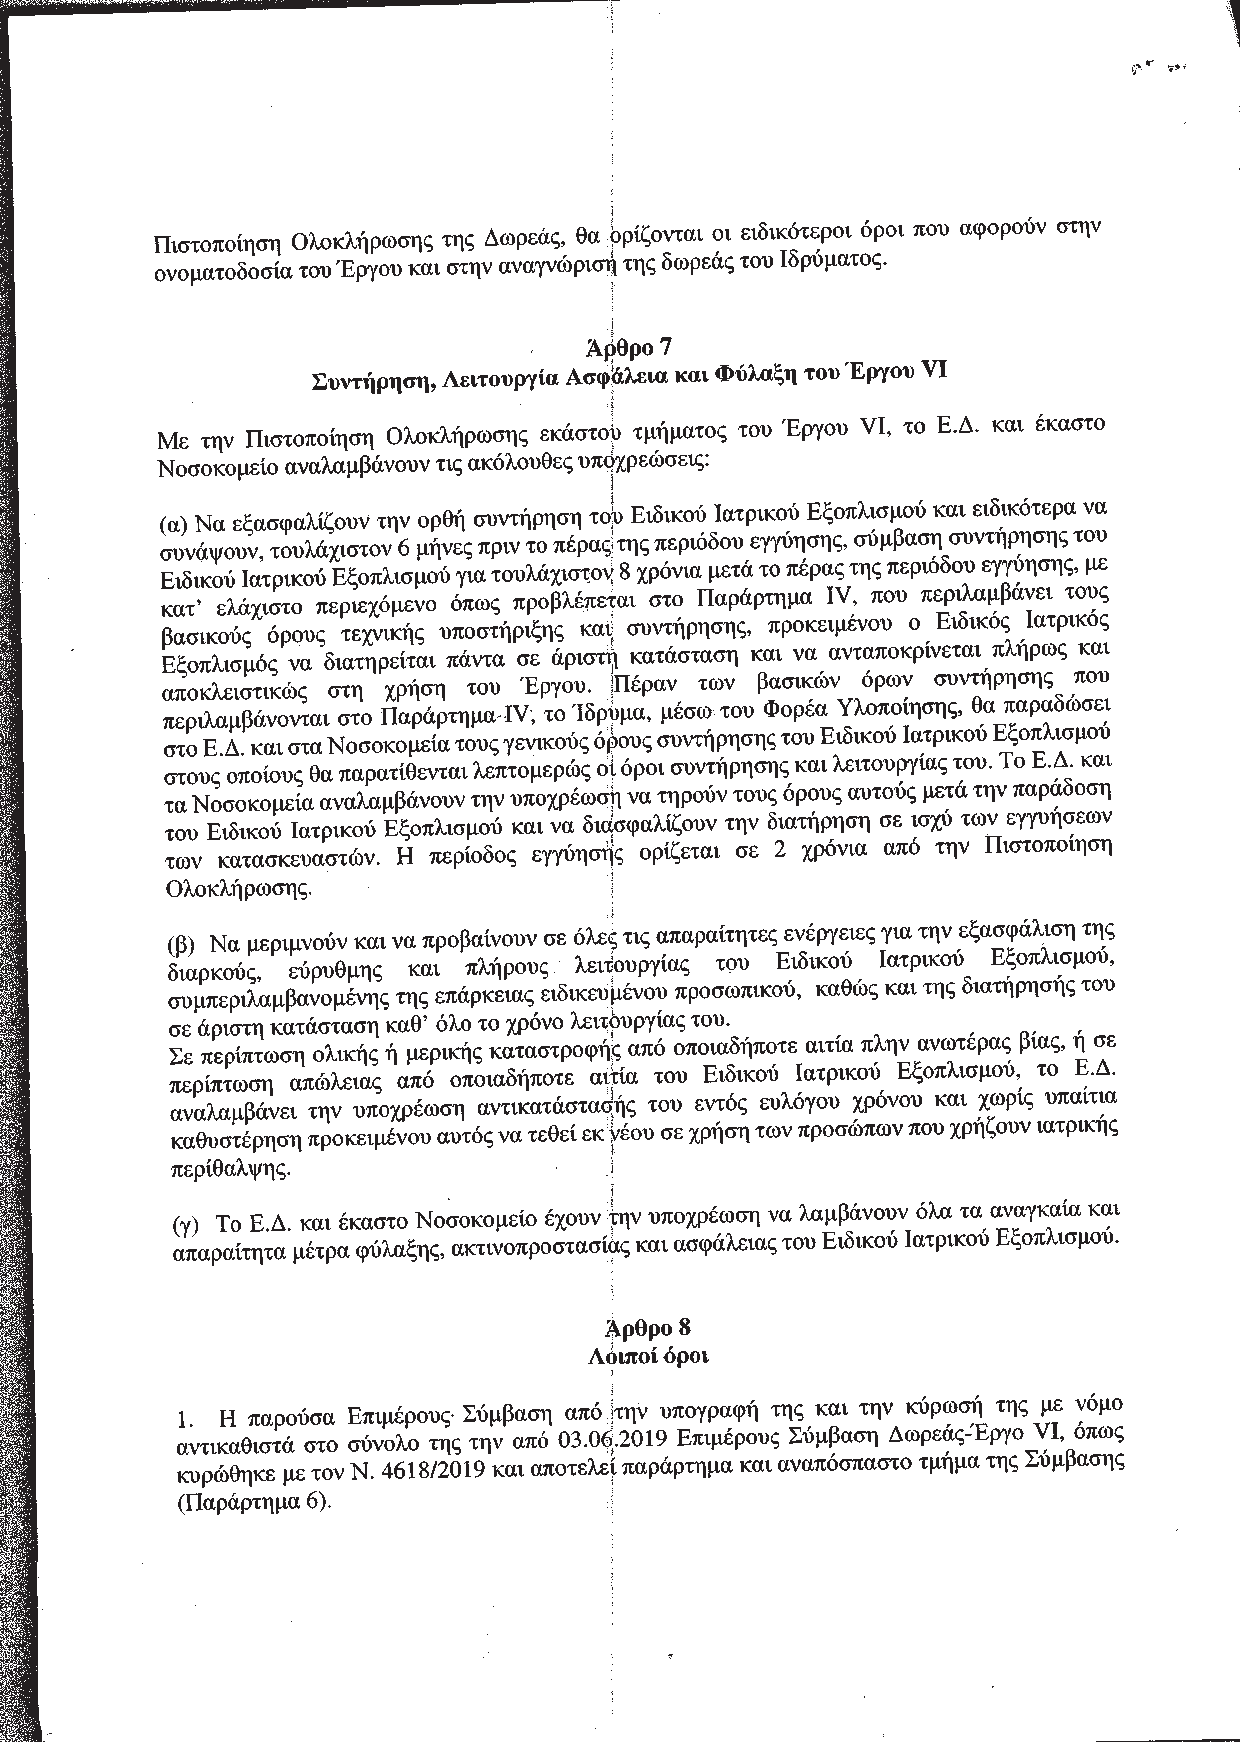 Πιστοποίηση Ολοκλήρωσης της Δωρεάς, θα ορίζονται οι ειδικότεροι όροι που αφορούν στην
ονοματοδοσία του Έργου και στην αναγνώριση της δωρεάς του Ιδρύματος.
Άρθρο 7
Συντήρηση, Λειτουργία Ασφάλεια και Φύλαξη του Έργου VI
Με την Πιστοποίηση Ολοκλήρωσης εκάστου τμήματος του Έργου VI, το Ε.Δ. και έκαστο
Νοσοκομείο αναλαμβάνουν τις ακόλουθες υποχρεώσεις:
(α) Να εξασφαλίζουν την ορθή συντήρηση του Ειδικού Ιατρικού Εξοπλισμού και ειδικότερα να
συνάψουν, τουλάχιστον 6 μήνες πριν το πέρας της περιόδου εγγύησης, σύμβαση συντήρησης του
Ειδικού Ιατρικού Εξοπλισμού για τουλάχιστον 8 χρόνια μετά το πέρας της περιόδου εγγύησης, με
κατ’ ελάχιστο περιεχόμενο όπως προβλέπεται στο Παράρτημα IV, που περιλαμβάνει τους
βασικούς όρους τεχνικής υποστήριξης και συντήρησης, προκειμένου ο Ειδικός Ιατρικός
Εξοπλισμός να διατηρείται πάντα σε άριστη κατάσταση και να ανταποκρίνεται πλήρως και
αποκλειστικώς στη χρήση του Έργου. Πέραν των βασικών όρων συντήρησης που
περιλαμβάνονται στο Παράρτημα IV, το Ίδρυμα, μέσω του Φορέα Υλοποίησης, θα παραδώσει
στο Ε.Δ. και στα Νοσοκομεία τους γενικούς όρους συντήρησης του Ειδικού Ιατρικού Εξοπλισμού
στους οποίους θα παρατίθενται λεπτομερώς οι όροι συντήρησης και λειτουργίας του. Το Ε.Δ. και
τα Νοσοκομεία αναλαμβάνουν την υποχρέωση να τηρούν τους όρους αυτούς μετά την παράδοση
του Ειδικού Ιατρικού Εξοπλισμού και να διασφαλίζουν την διατήρηση σε ισχύ των εγγυήσεων
των κατασκευαστών. Η περίοδος εγγύησής ορίζεται σε 2 χρόνια από την Πιστοποίηση
Ολοκλήρωσης.
(β) Να μεριμνούν και να προβαίνουν σε όλες τις απαραίτητες ενέργειες για την εξασφάλιση της
διαρκούς, εύρυθμης και πλήρους λειτουργίας του Ειδικού Ιατρικού Εξοπλισμού,
συμπεριλαμβανομένης της επάρκειας ειδικευμένου προσωπικού, καθώς και της διατήρησής του
σε άριστη κατάσταση καθ’ όλο το χρόνο λειτουργίας του.
Σε περίπτωση ολικής ή μερικής καταστροφής από οποιαδήποτε αιτία πλην ανωτέρας βίας, ή σε
περίπτωση απώλειας από οποιαδήποτε αιτία του Ειδικού Ιατρικού Εξοπλισμού, το Ε.Δ.
αναλαμβάνει την υποχρέωση αντικατάστασής του εντός ευλόγου χρόνου και χωρίς υπαίτια
καθυστέρηση προκειμένου αυτός να τεθεί εκ νέου σε χρήση των προσώπων που χρήζουν ιατρικής
περίθαλψης.
(γ) Το Ε.Δ. και έκαστο Νοσοκομείο έχουν την υποχρέωση να λαμβάνουν όλα τα αναγκαία και
απαραίτητα μέτρα φύλαξης, ακτινοπροστασίας και ασφάλειας του Ειδικού Ιατρικού Εξοπλισμού.
Άρθρο 8
Λοιποί όροι
1. Η παρούσα Επιμέρους Σύμβαση από την υπογραφή της και την κύρωσή της με νόμο
αντικαθιστά στο σύνολο της την από 03.06.2019 Επιμέρους Σύμβαση Δωρεάς-Έργο VI, όπως
κυρώθηκε με τον Ν. 4618/2019 και αποτελεί παράρτημα και αναπόσπαστο τμήμα της Σύμβασης
(Παράρτημα 6).